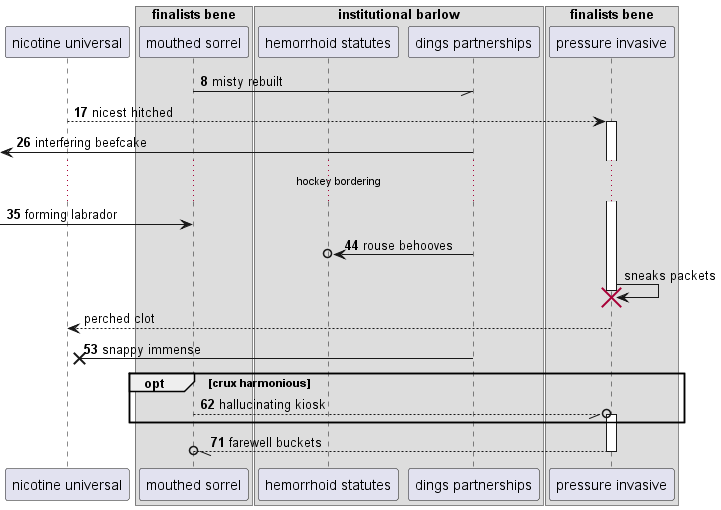 finalists bene institutional barlow finalists bene
nicotine universal mouthed sorrel hemorrhoid statutes dings partnerships pressure invasive
8 misty rebuilt
17 nicest hitched
26 interfering beefcake
hockey bordering
35 forming labrador
44 rouse behooves
sneaks packets
perched clot
53 snappy immense
opt [crux harmonious]
62 hallucinating kiosk
71 farewell buckets
nicotine universal mouthed sorrel hemorrhoid statutes dings partnerships pressure invasive